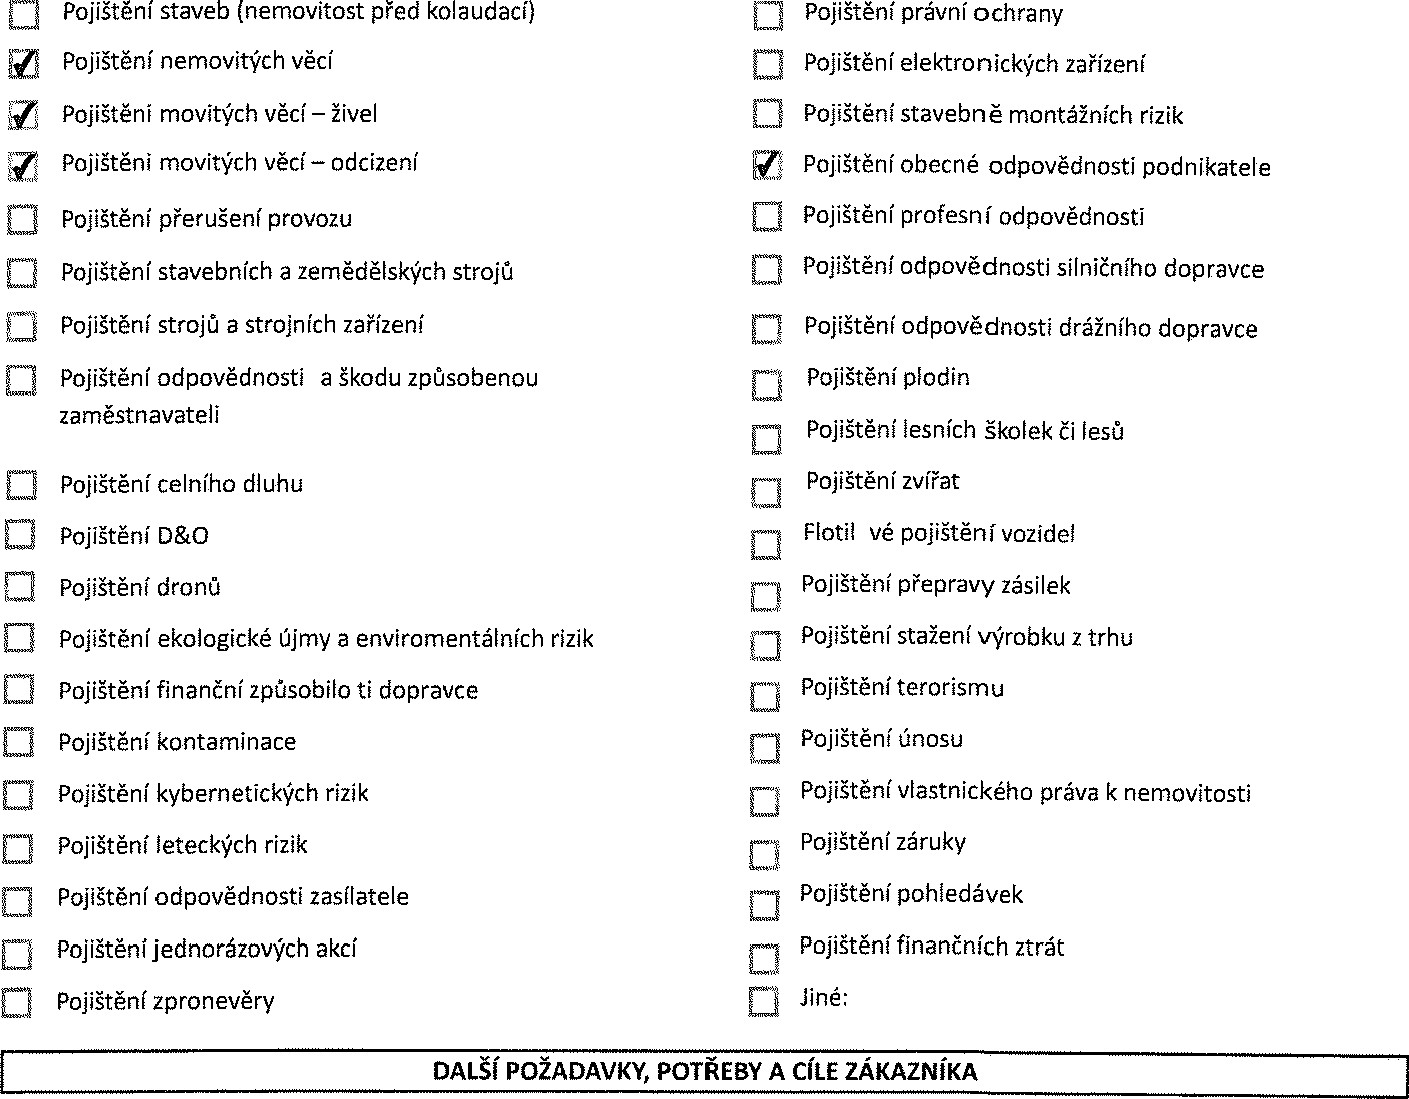 Pojištění staveb (nemovitost před kolaudací)
Pojištění nemovitých věcí
Pojištěni movitých věcí – živel
Pojištěni movitých věcí – odcizení
Pojištění přerušení provozu
Pojištění stavebních a zemědělských strojů
Pojištění strojů a strojních zařízení
Pojištění odpovědnosti a škodu způsobenou
zaměstnavateli
Pojištění celního dluhu
Pojištění D&O
Pojištění dronů
Pojištění ekologické újmy a enviromentálních rizik
Pojištění finanční způsobilo ti dopravce
Pojištění kontaminace
Pojištění kybernetických rizik
Pojištění leteckých rizik
Pojištění odpovědnosti zasílatele
Pojištění jednorázových akcí
Pojištění zpronevěry
Pojištění právní ochrany
Pojištění elektronických zařízení
Pojištění stavebně montážních rizik
Pojištění obecné odpovědnosti podnikatele
Pojištění profesní odpovědnosti
Pojištění odpovědnosti silničního dopravce
Pojištění odpovědnosti drážního dopravce
Pojištění plodin
Pojištění lesních školek či lesů
Pojištění zvířat
Flotil vé pojištění vozidel
Pojištění přepravy zásilek
Pojištění stažení výrobku z trhu
Pojištění terorismu
Pojištění únosu
Pojištění vlastnického práva k nemovitosti
Pojištění záruky
Pojištění pohledávek
Pojištění finančních ztrát
Jiné:
DALŠÍ POŽADAVKY, POTŘEBY A CÍLE ZÁKAZNÍKA